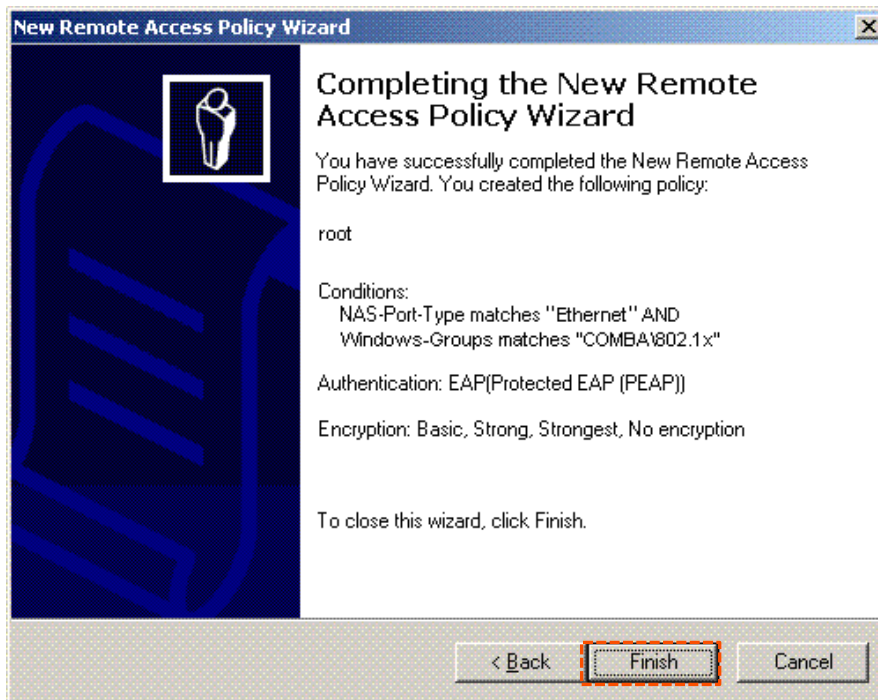 New Remote Access Policy Wizard
Completing the New Remote
Access Policy Wizard
You have successfully completed the New Remote Access
Policy Wizard. You created the following policy:
root
Conditions:
NAS-Port-Type matches "Ethernet" AND
Windows-Groups matches "COMBA\802.1x"
Authentication: EAP(Protected EAP (PEAP))
Encryption: Basic, Strong, Strongest, No encryption
To close this wizard, click Finish.
< Back Finish Cancel